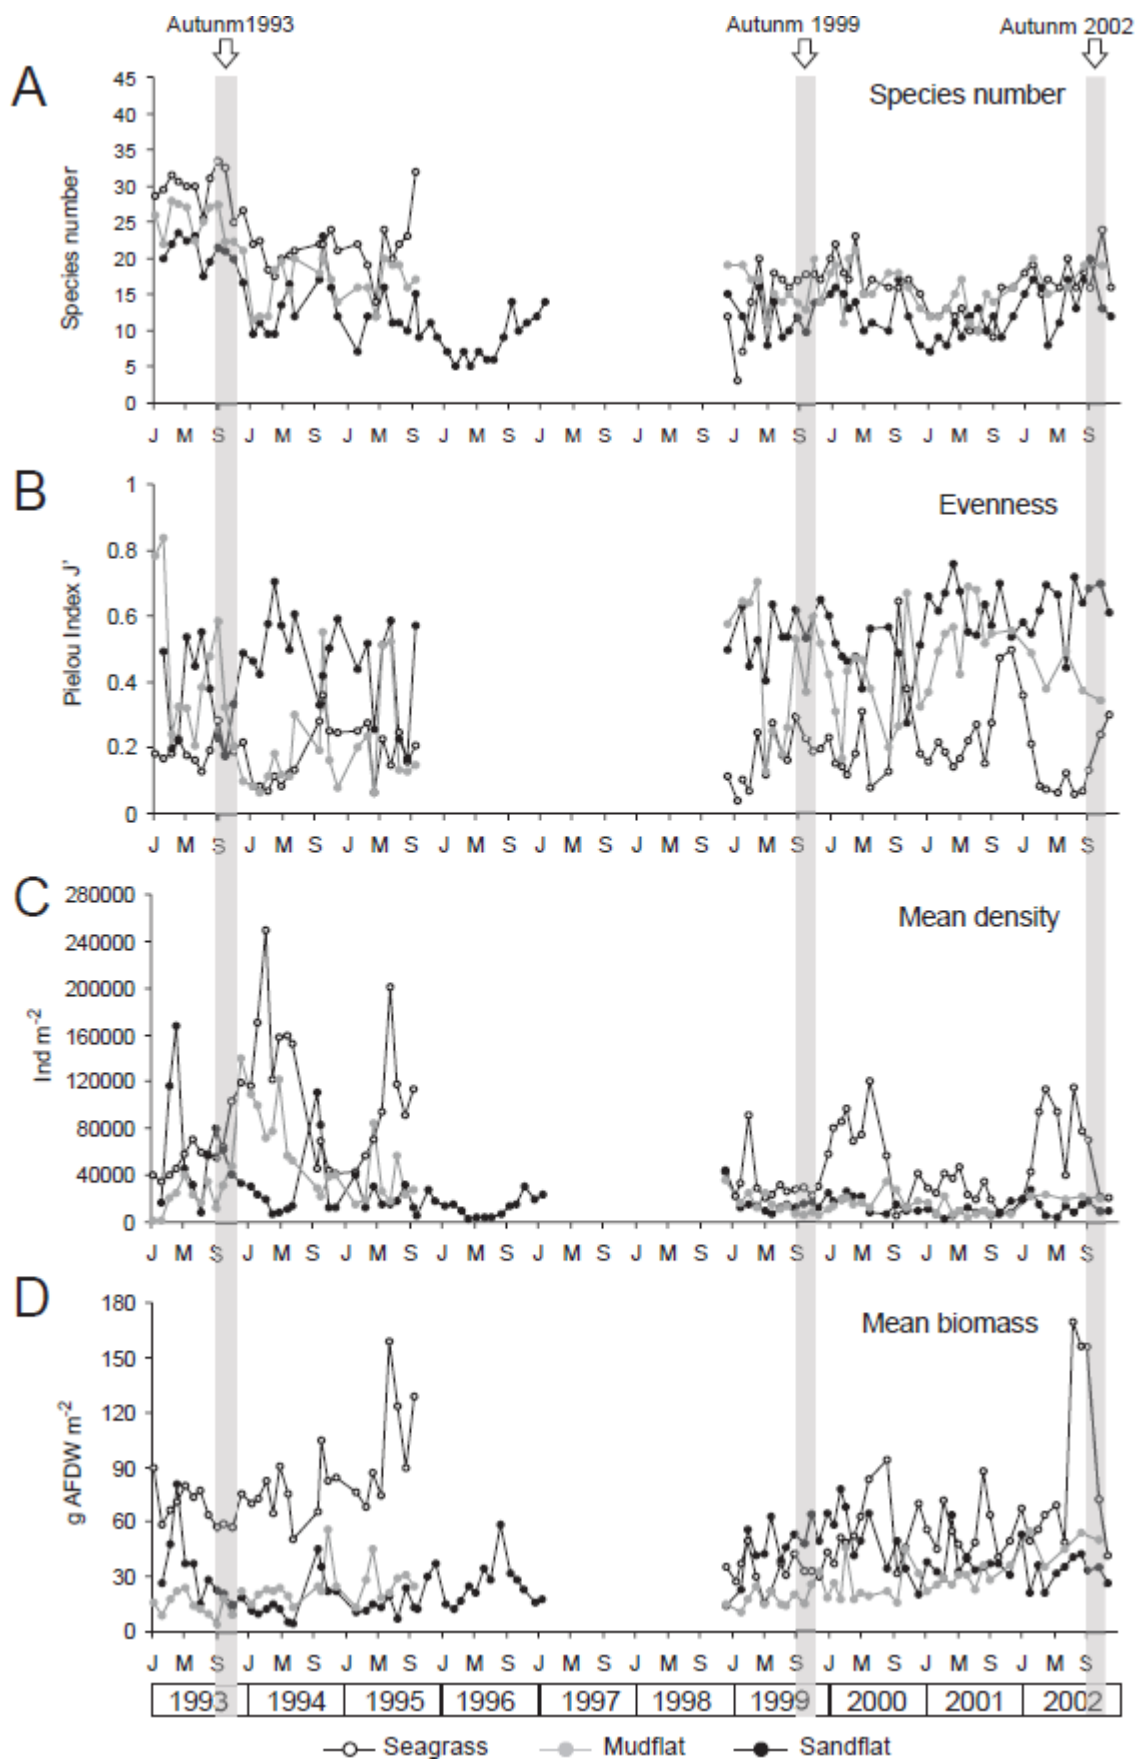 Autunm1993 Autunm 1999 Autunm 2002
A
Species number
Species number
45
40
35
30
25
20
15
10
5
0
J M S J M S J M S J M S J M S J M S J M S J M S J M S J M S
B
Evenness
Pielou Index J'
1
0.8
0.6
0.4
0.2
0
J M S J M S J M S J M S J M S J M S J M S J M S J M S J M S
C
Mean density
Ind m-2
280000
240000
200000
160000
120000
80000
40000
0
J M S J M S J M S J M S J M S J M S J M S J M S J M S J M S
D
Mean biomass
g AFDW m-2
180
150
120
90
60
30
0
J M S J M S J M S J M S J M S J M S J M S J M S J M S J M S
1993 1994 1995 1996 1997 1998 1999 2000 2001 2002
Seagrass Mudflat Sandflat